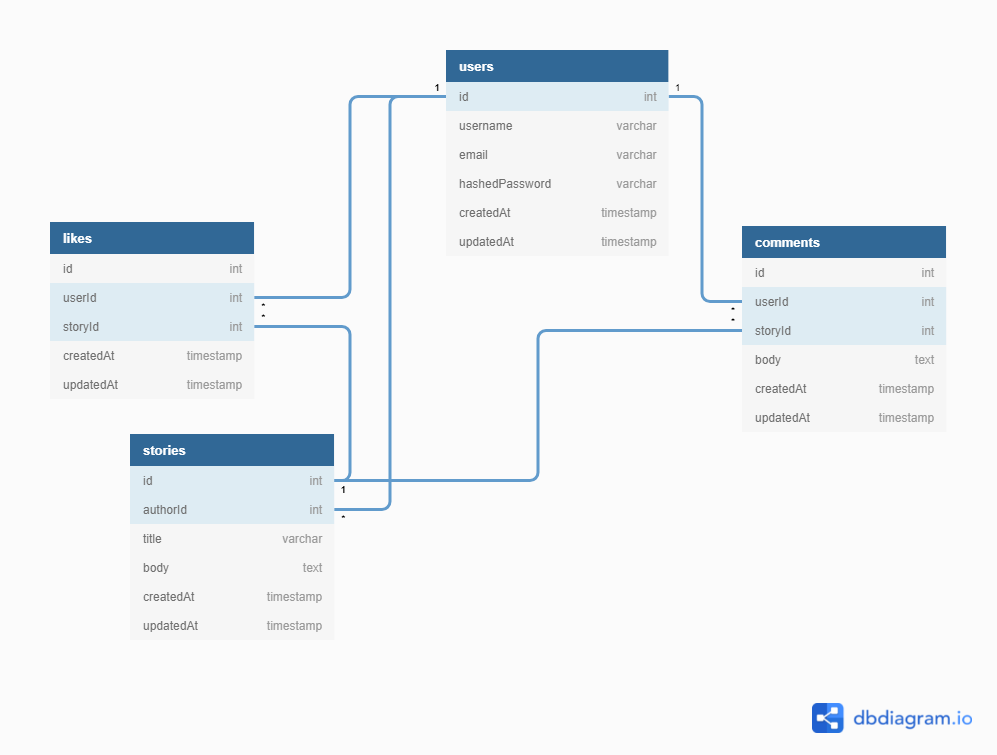 users
1
1
id int
username varchar
email varchar
hashedPassword varchar
createdAt timestamp
updatedAt timestamp
likes
id int
userId int
*
*
storyId int
createdAt timestamp
updatedAt timestamp
comments
id int
userId int
*
*
storyId int
body text
createdAt timestamp
updatedAt timestamp
stories
id int
1
authorId int
*
title varchar
body text
createdAt timestamp
updatedAt timestamp
dbdiagram.io